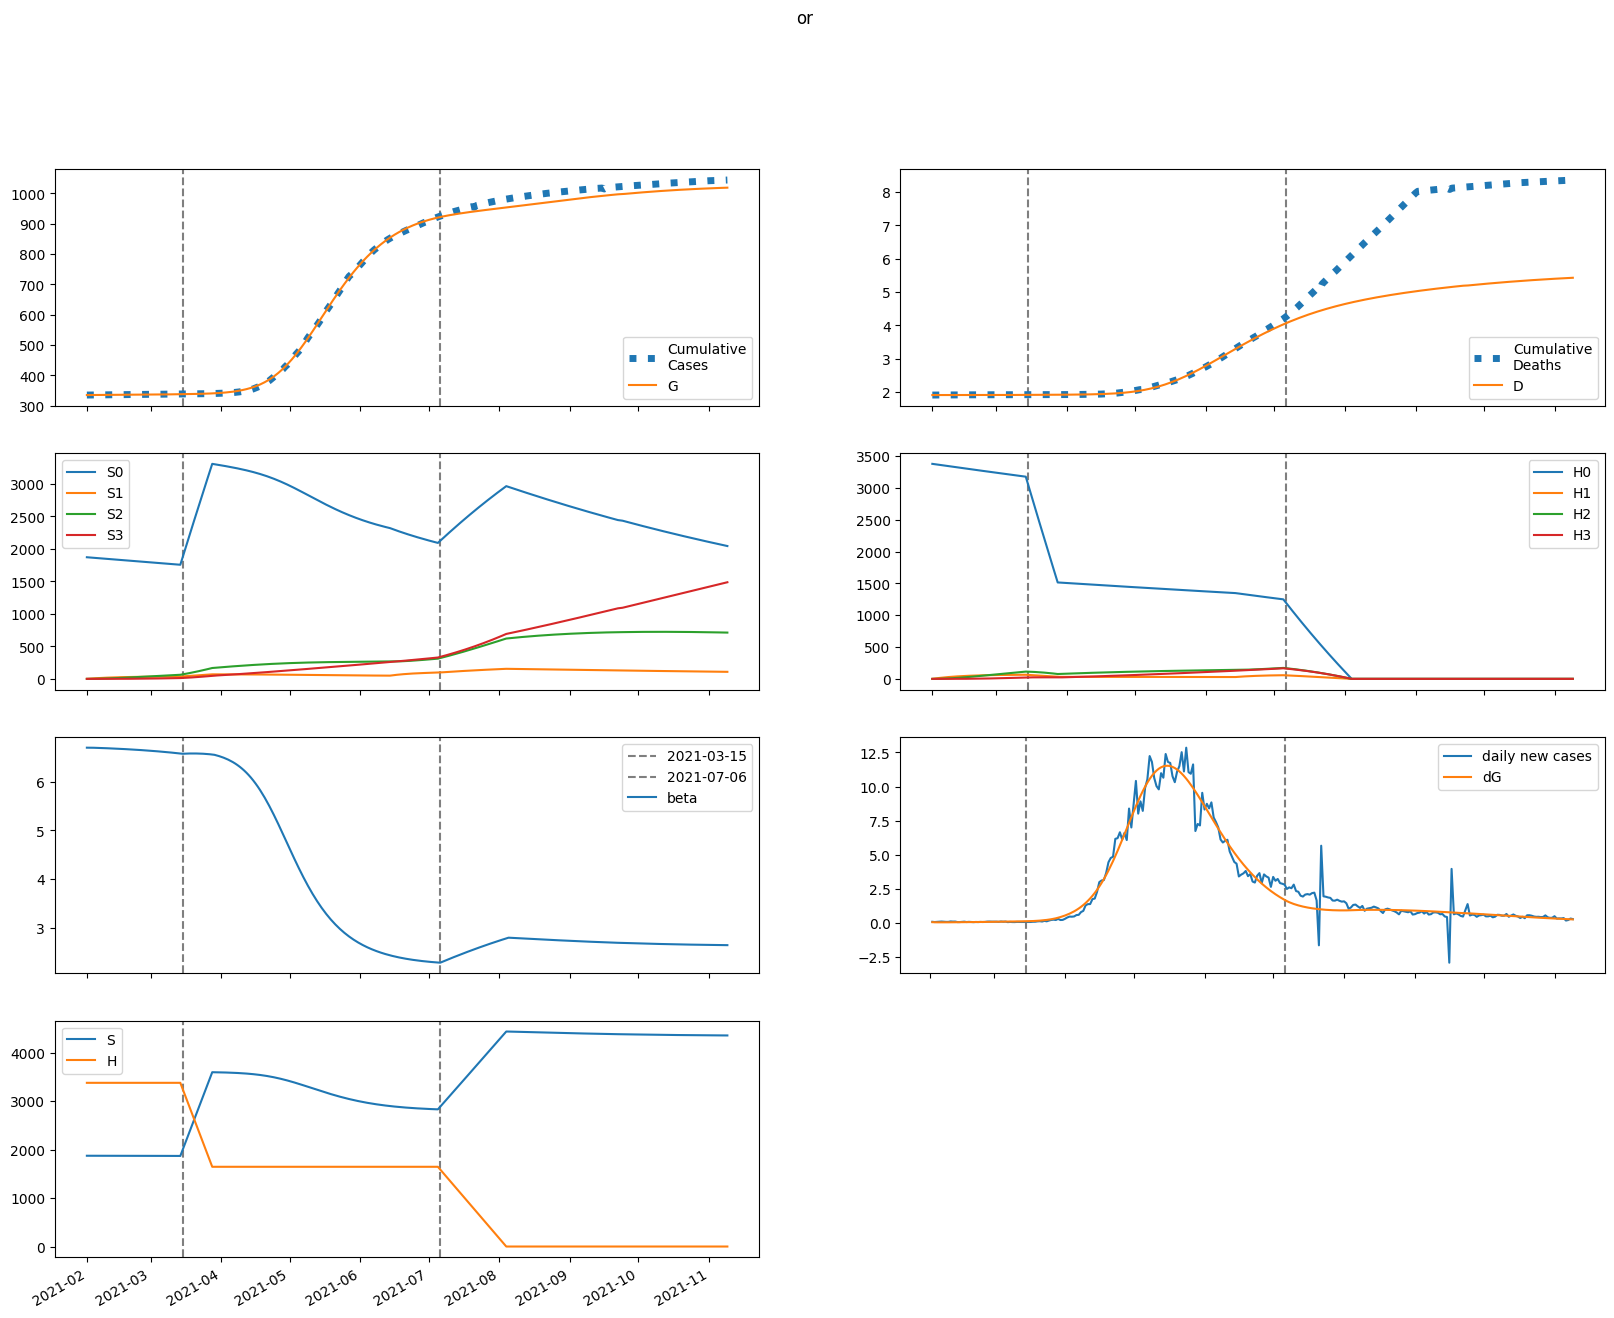 or
1000
900
800
700
600
500
400
300
Cumulative
Cases
G
8
7
6
5
4
3
2
Cumulative
Deaths
D
3000
2500
2000
1500
1000
500
0
S0
S1
S2
S3
3500
3000
2500
2000
1500
1000
500
0
H0
H1
H2
H3
6
5
4
3
2021-03-15
2021-07-06
beta
12.5
10.0
7.5
5.0
2.5
0.0
−2.5
daily new cases
dG
4000
3000
2000
1000
0
S
H
2021-02
2021-03
2021-04
2021-05
2021-06
2021-07
2021-08
2021-09
2021-10
2021-11